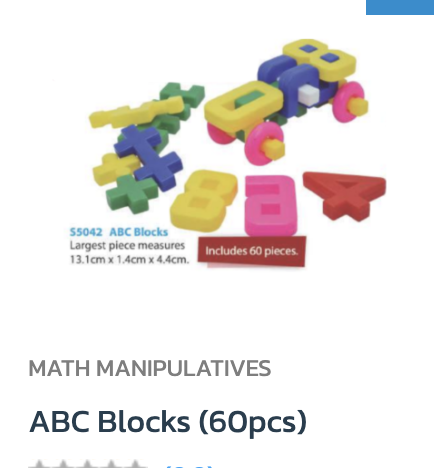 S5042 ABC Blocks
Largest piece measures
13.1cm x 1.4cm x 4.4cm.
Includes 60 pieces.
MATH MANIPULATIVES
ABC Blocks (60pcs)